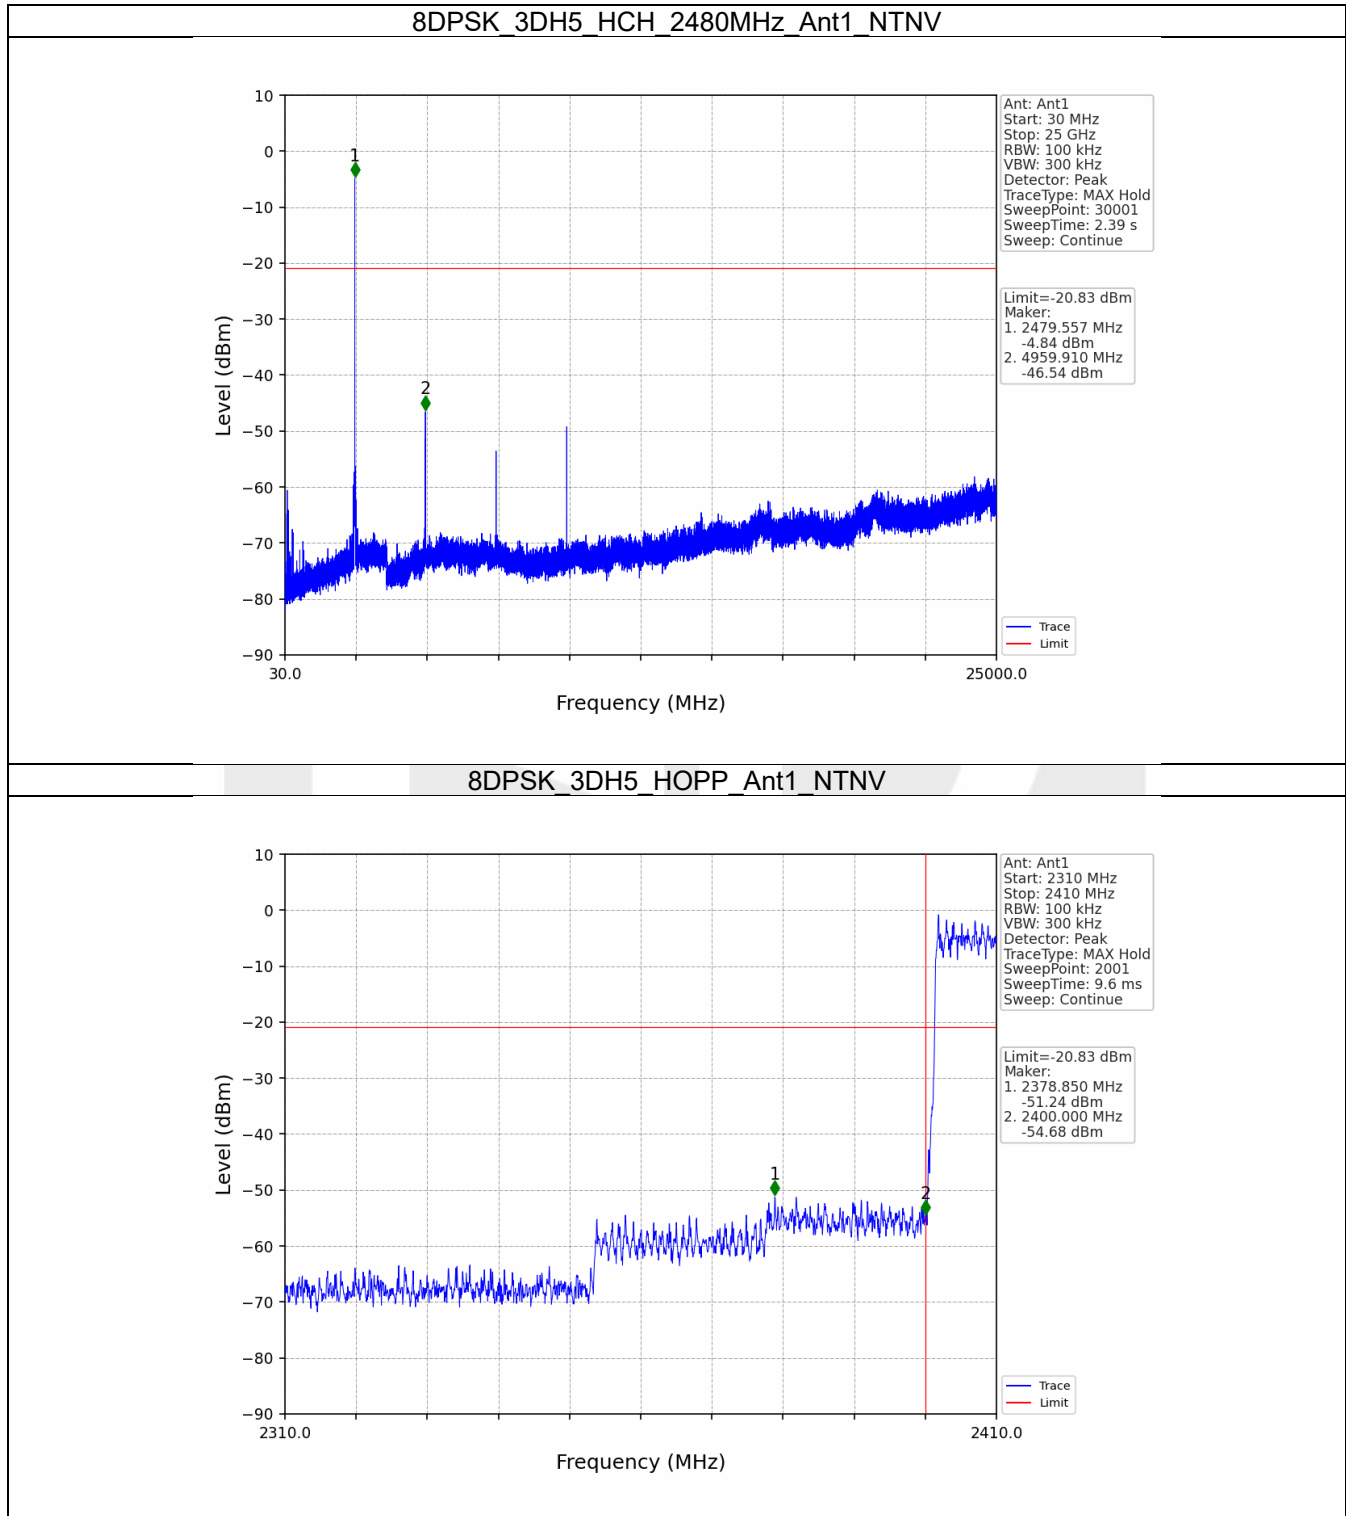 8DPSK_3DH5_HCH_2480MHz_Ant1_NTNV
10
0
−10
−20
−30
−40
−50
−60
−70
−80
−90
Level (dBm)
1
2
30.0
25000.0
Frequency (MHz)
Ant: Ant1
Start: 30 MHz
Stop: 25 GHz
RBW: 100 kHz
VBW: 300 kHz
Detector: Peak
TraceType: MAX Hold
SweepPoint: 30001
SweepTime: 2.39 s
Sweep: Continue
Limit=-20.83 dBm
Maker:
1. 2479.557 MHz
-4.84 dBm
2. 4959.910 MHz
-46.54 dBm
Trace
Limit
8DPSK_3DH5_HOPP_Ant1_NTNV
10
0
−10
−20
−30
−40
−50
−60
−70
−80
−90
Level (dBm)
1
2
2310.0
2410.0
Frequency (MHz)
Ant: Ant1
Start: 2310 MHz
Stop: 2410 MHz
RBW: 100 kHz
VBW: 300 kHz
Detector: Peak
TraceType: MAX Hold
SweepPoint: 2001
SweepTime: 9.6 ms
Sweep: Continue
Limit=-20.83 dBm
Maker:
1. 2378.850 MHz
-51.24 dBm
2. 2400.000 MHz
-54.68 dBm
Trace
Limit